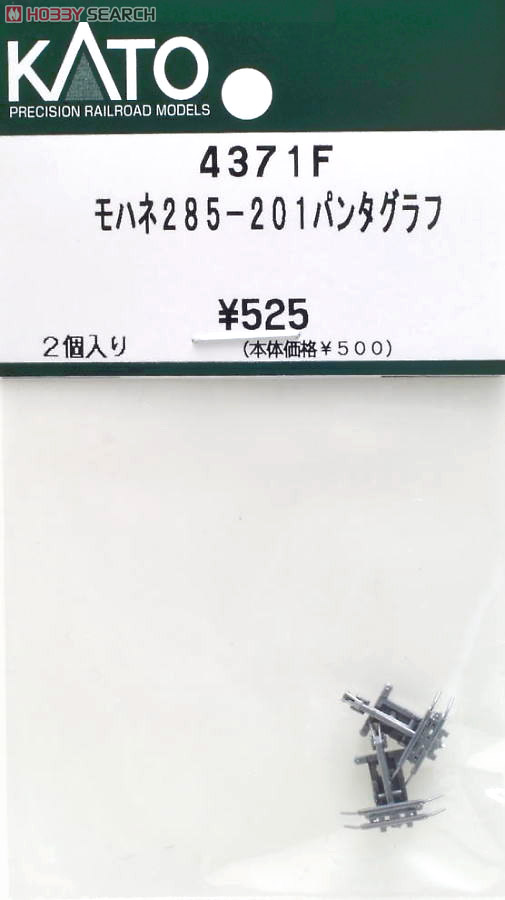 HOBBY SEARCH
KATO
PRECISION RAILROAD MODELS
4371F
モハネ285-201パンタグラフ
¥525
2個入り
(本体価格¥500)